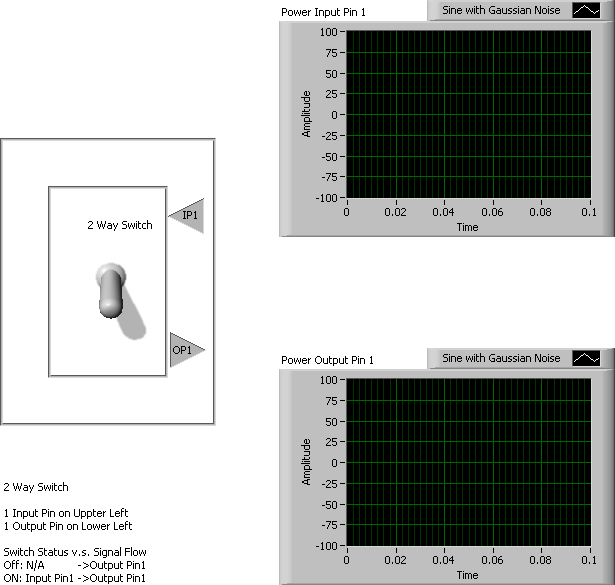 Power Input Pin 1
Sine with Gaussian Noise
100
75
50
25
0
-25
-50
-75
-100
Amplitude
0 0.02 0.04 0.06 0.08 0.1
Time
2 Way Switch
IP1
OP1
Power Output Pin 1
Sine with Gaussian Noise
100
75
50
25
0
-25
-50
-75
-100
Amplitude
0 0.02 0.04 0.06 0.08 0.1
Time
2 Way Switch
1 Input Pin on Uppter Left
1 Output Pin on Lower Left
Switch Status v.s. Signal Flow
Off: N/A ->Output Pin1
ON: Input Pin1 ->Output Pin1